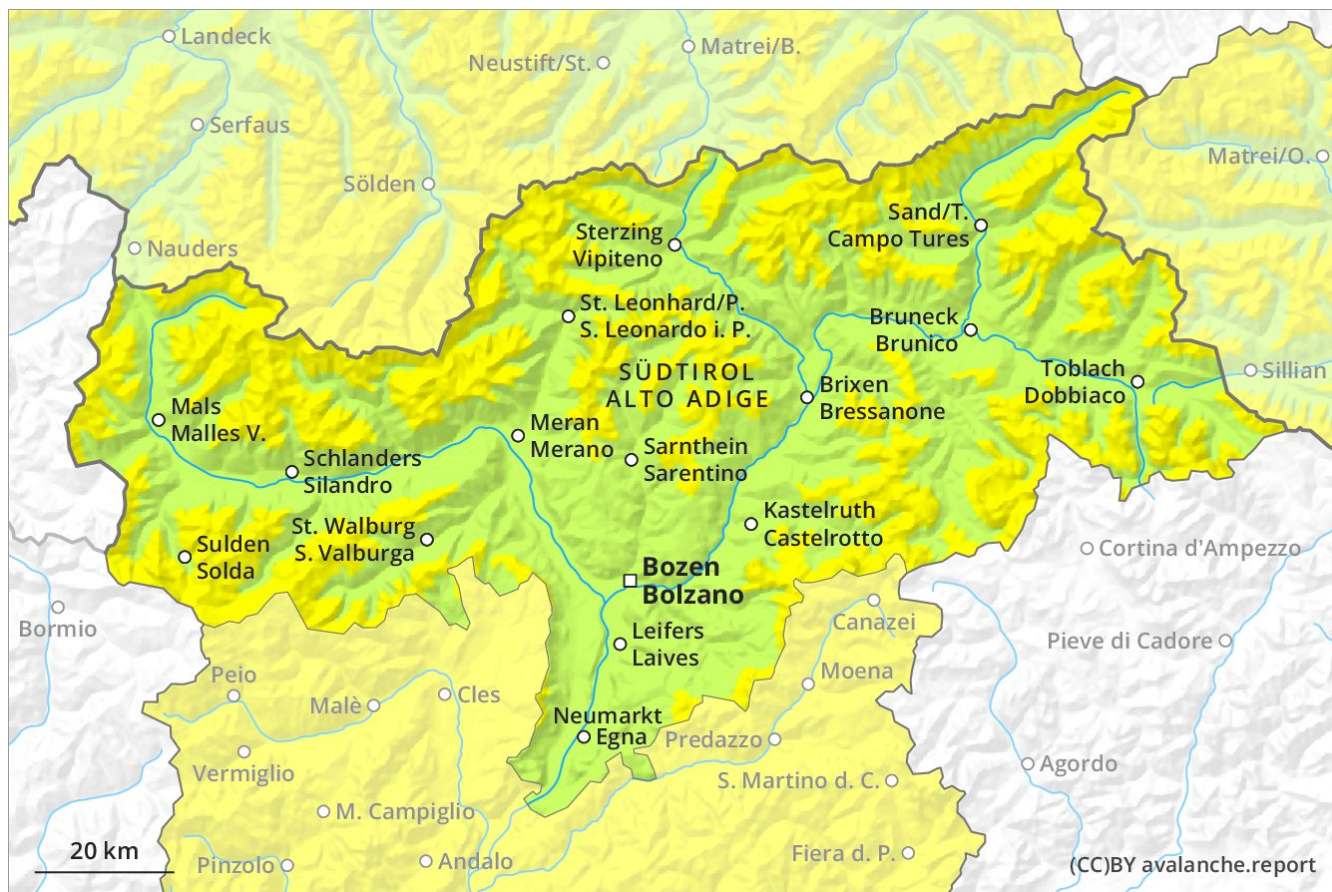 Landeck
Matrei/B.
Neustift/St.
Serfaus
Matrei/O.
Sölden
Sand/T.
Campo Tures
Sterzing
Vipiteno
Nauders
St. Leonhard/P.
S. Leonardo i. P.
Bruneck
Brunico
SÜDTIROL
ALTO ADIGE
Toblach
Dobbiaco
Sillian
Brixen
Bressanone
Mals
Malles V.
Meran
Merano
Sarnthein
Sarentino
Schlanders
Silandro
Kastelruth
Castelrotto
St. Walburg
S. Valburga
Sulden
Solda
Cortina d'Ampezzo
Bozen
Bolzano
Bormio
Canazei
Leifers
Laives
Pieve di Cadore
Peio
Moena
Malè
Cles
Neumarkt
Egna
Predazzo
Vermiglio
Agordo
S. Martino d. C.
M. Campiglio
20 km
Pinzolo
Andalo
Fiera d. P.
(CC)BY avalanche.report